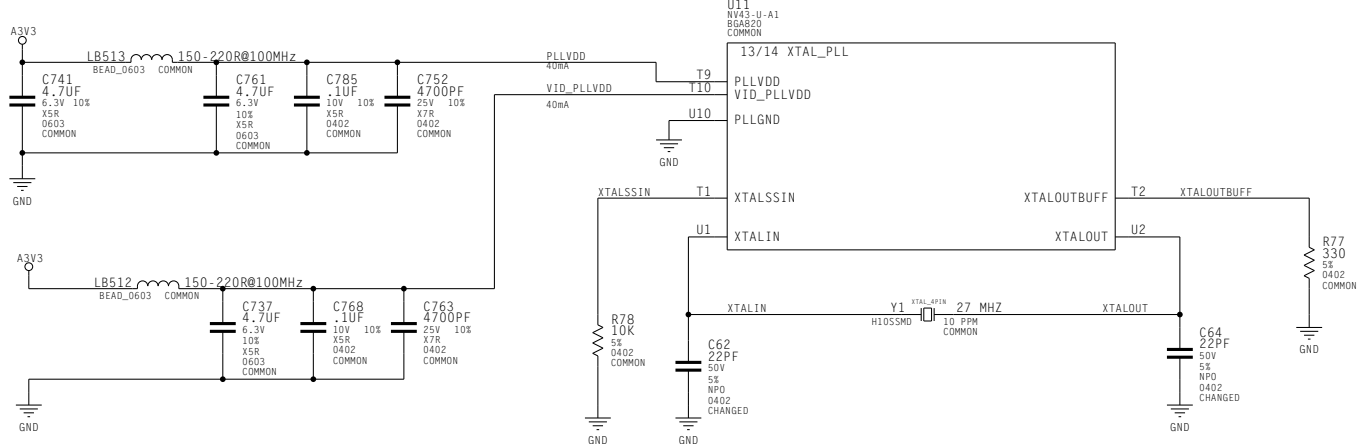 A3V3
LB513 150-220R@100MHz
BEAD_0603 COMMON
C741
4.7UF
6.3V 10%
X5R
0603
COMMON
C761
4.7UF
6.3V
10%
X5R
0603
COMMON
C785
.1UF
10V 10%
X5R
0402
COMMON
C752
4700PF
25V 10%
X7R
0402
COMMON
GND
PLLVDD
40mA
VID_PLLVDD
40mA
U11
NV43-U-A1
BGA820
COMMON
13/14 XTAL_PLL
T9 PLLVDD
T10 VID_PLLVDD
U10 PLLGND
GND
XTALSSIN T1 XTALSSIN
XTALOUTBUFF T2 XTALOUTBUFF
U1 XTALIN
XTALOUT U2
R77
330
5%
0402
COMMON
GND
A3V3
LB512 150-220R@100MHz
BEAD_0603 COMMON
C737
4.7UF
6.3V
10%
X5R
0603
COMMON
C768
.1UF
10V 10%
X5R
0402
COMMON
C763
4700PF
25V 10%
X7R
0402
COMMON
GND
R78
10K
5%
0402
COMMON
GND
XTALIN
Y1 XTAL_4PIN 27 MHZ
H10SSMD 10 PPM
COMMON
XTALOUT
C62
22PF
50V
5%
NPO
0402
CHANGED
GND
C64
22PF
50V
5%
NPO
0402
CHANGED
GND